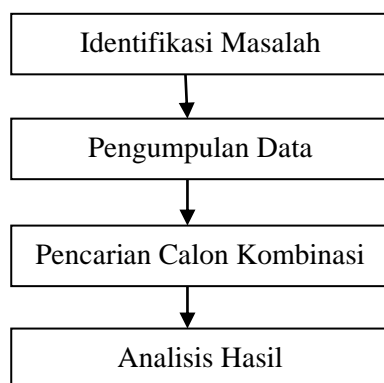 Identifikasi Masalah
Pengumpulan Data
Pencarian Calon Kombinasi
Analisis Hasil